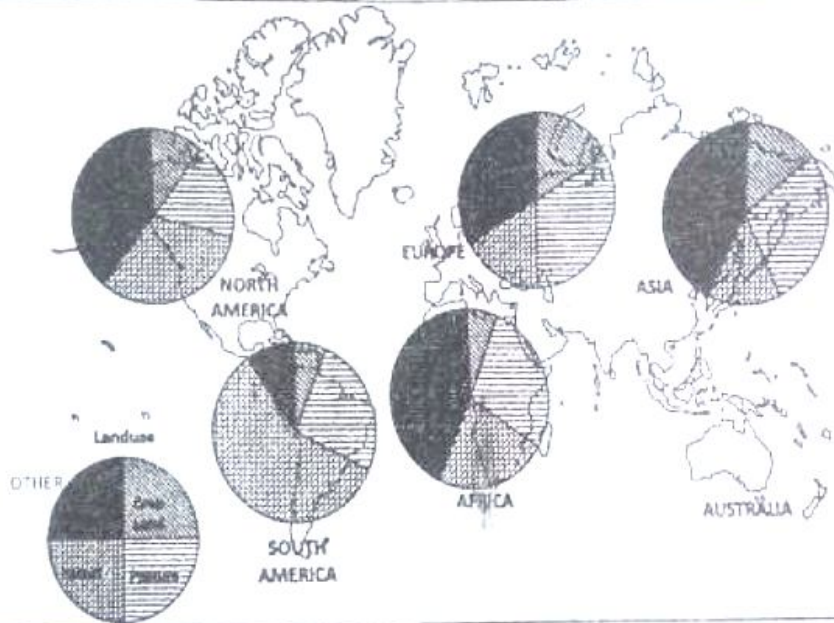 EUROPE
NORTH
AMERICA
ASIA
Landuse
OTHER
Crop
Land
Pasture
AFRICA
AUSTRALIA
SOUTH
AMERICA